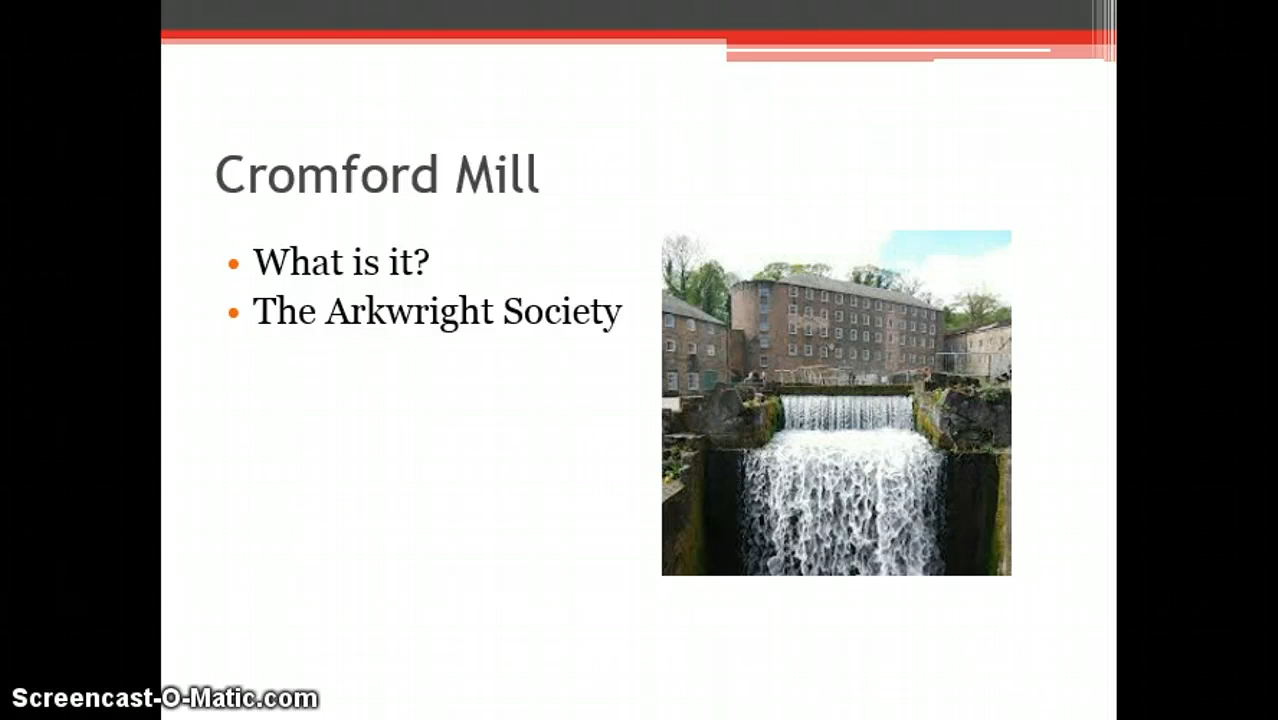 Cromford Mill
• What is it?
• The Arkwright Society
Screencast-O-Matic.com